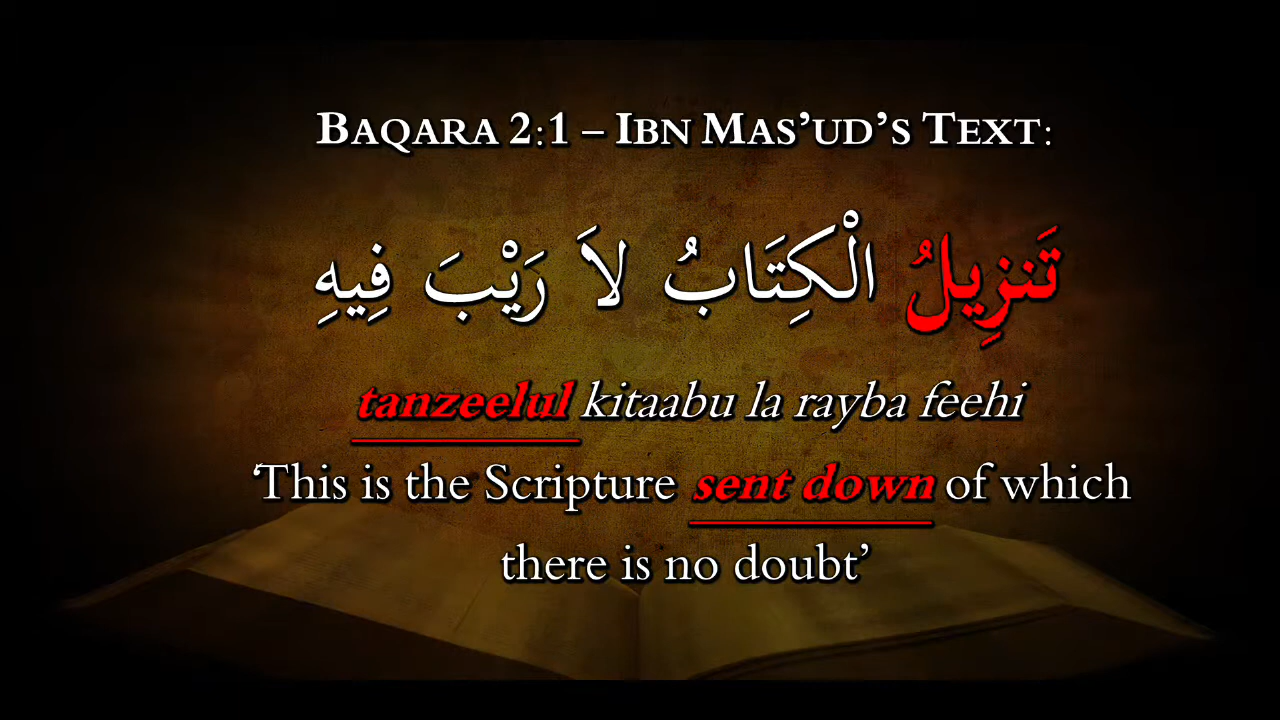 BAQARA 2:1 – IBN MAS’UD’S TEXT:
تَنزِيلُ الْكِتَابُ لاَ رَيْبَ فِيهِ
tanzeelul kitaabu la rayba feehi
‘This is the Scripture sent down of which
there is no doubt’